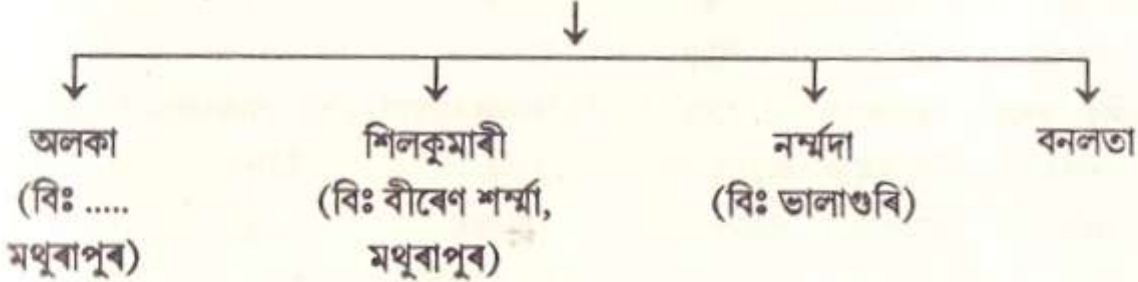 অলকা শিলকুমাৰী নৰ্ম্মদা বনলতা
(বিঃ ..... (বিঃ বীৰেণ শৰ্ম্মা, (বিঃ ভালাগুৰি)
মথুৰাপুৰ) মথুৰাপুৰ)